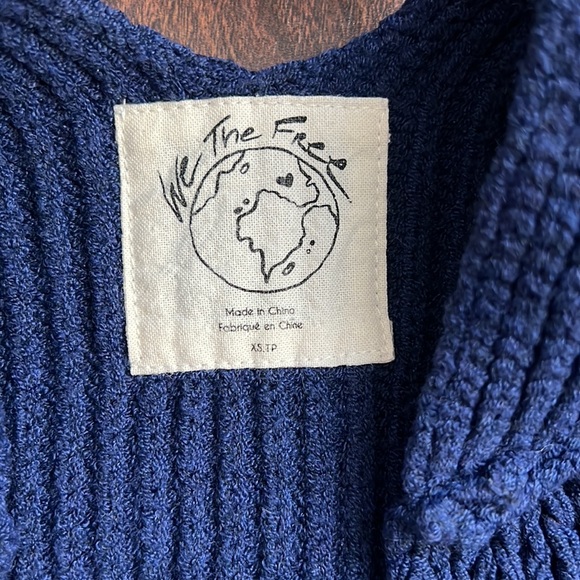 We The Free
Made in China
Fabriqué en Chine
XS.TP